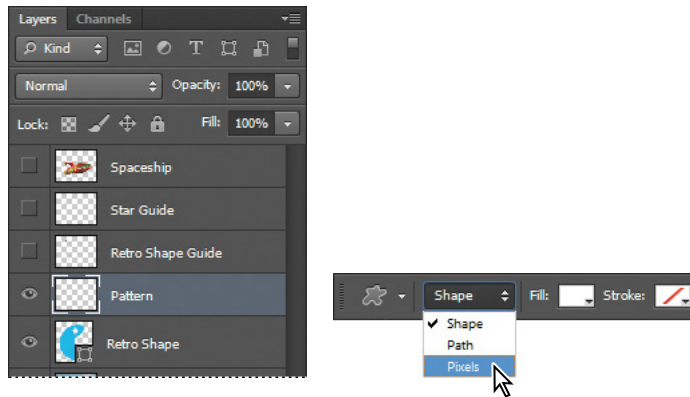 Layers Channels
Kind T
Normal Opacity: 100%
Lock: Fill: 100%
Spaceship
Star Guide
Retro Shape Guide
Pattern
Retro Shape
Shape Fill: Stroke:
Shape
Path
Pixels